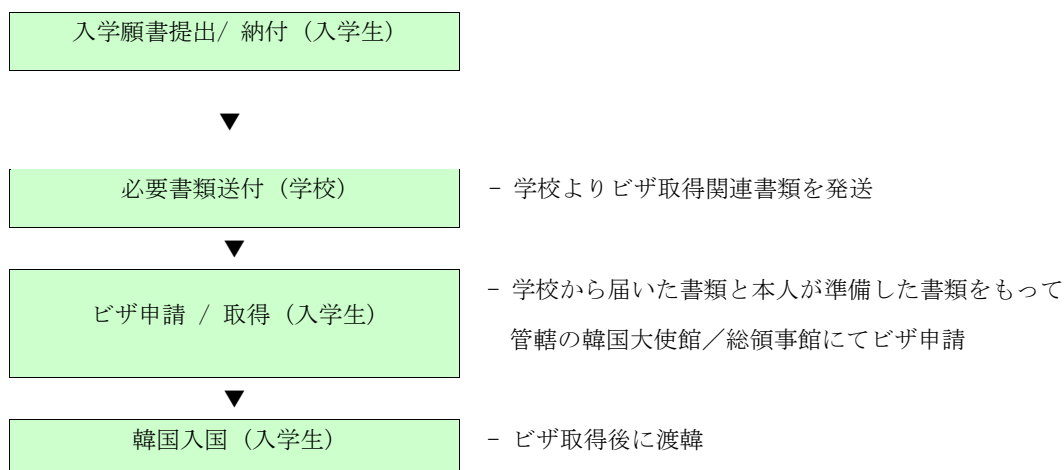 入学願書提出/ 納付 (入学生)
▼
必要書類送付 (学校)
- 学校よりビザ取得関連書類を発送
▼
ビザ申請 / 取得 (入学生)
- 学校から届いた書類と本人が準備した書類をもって
管轄の韓国大使館／総領事館にてビザ申請
▼
韓国入国 (入学生)
- ビザ取得後に渡韓